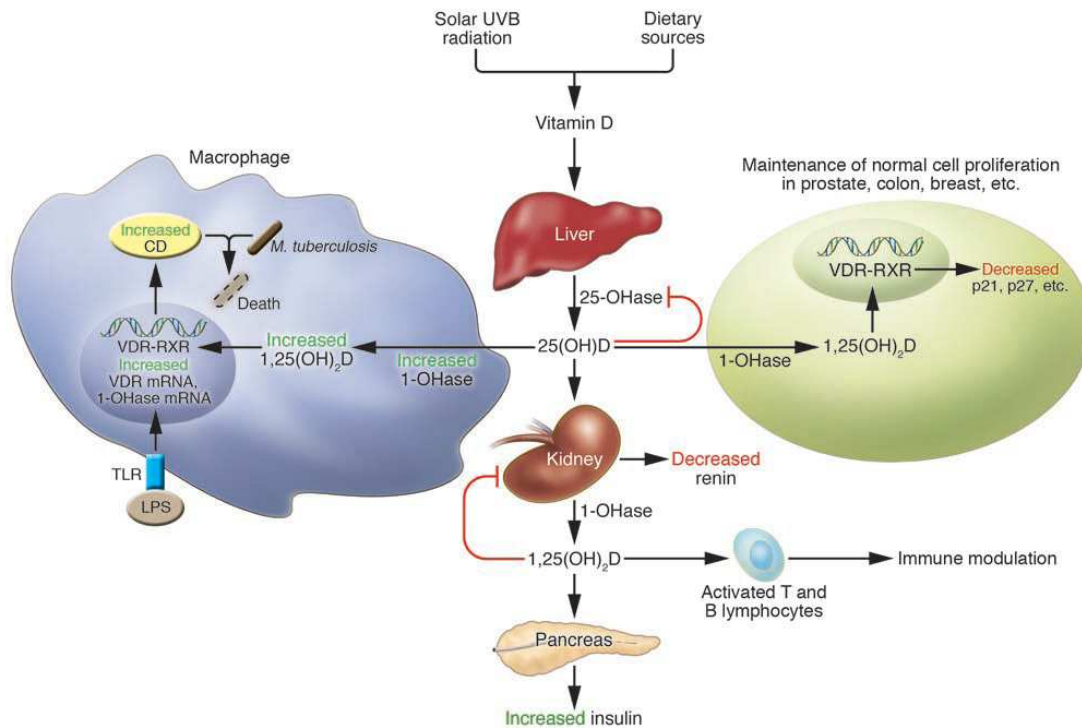 Solar UVB
radiation
Dietary
sources
Vitamin D
Macrophage
Maintenance of normal cell proliferation
in prostate, colon, breast, etc.
Increased
CD
M. tuberculosis
Death
Liver
VDR-RXR
Decreased
p21, p27, etc.
25-OHase
VDR-RXR
Increased
VDR mRNA,
1-OHase mRNA
Increased
1,25(OH)₂D
Increased
1-OHase
25(OH)D
1-OHase
1,25(OH)₂D
TLR
LPS
Kidney
Decreased
renin
1-OHase
1,25(OH)₂D
Activated T and
B lymphocytes
Immune modulation
Pancreas
Increased insulin